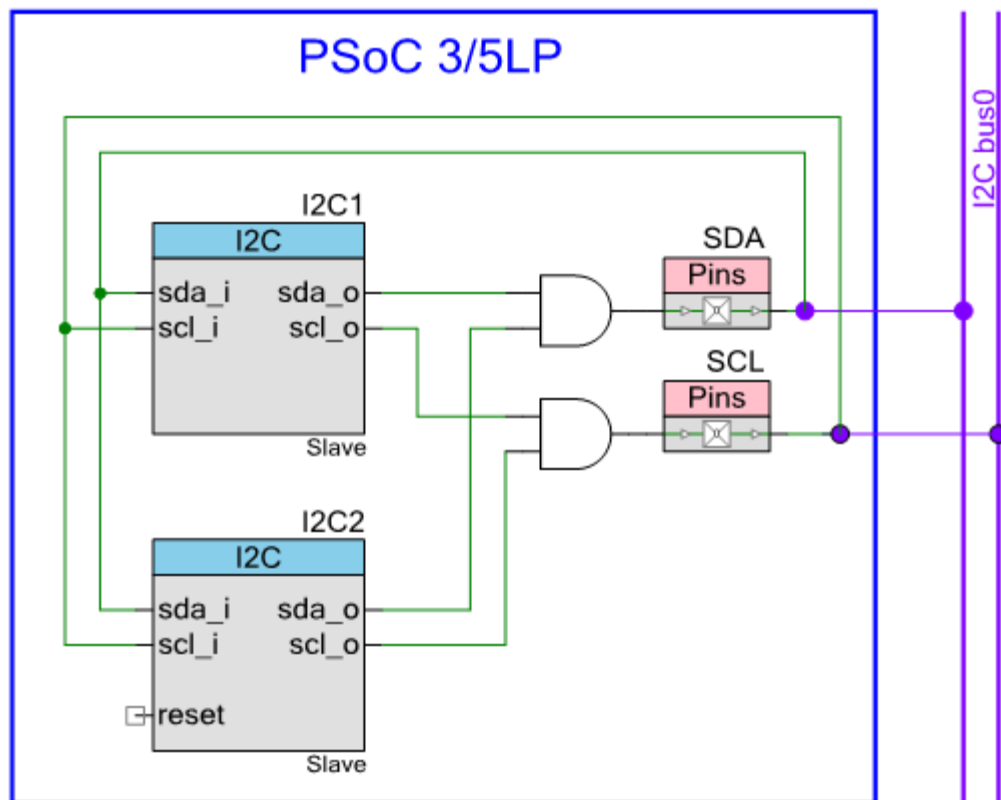 PSoC 3/5LP
I2C bus0
I2C1
I2C
sda_i
sda_o
scl_i
scl_o
Slave
SDA
Pins
SCL
Pins
I2C2
I2C
sda_i
sda_o
scl_i
scl_o
reset
Slave